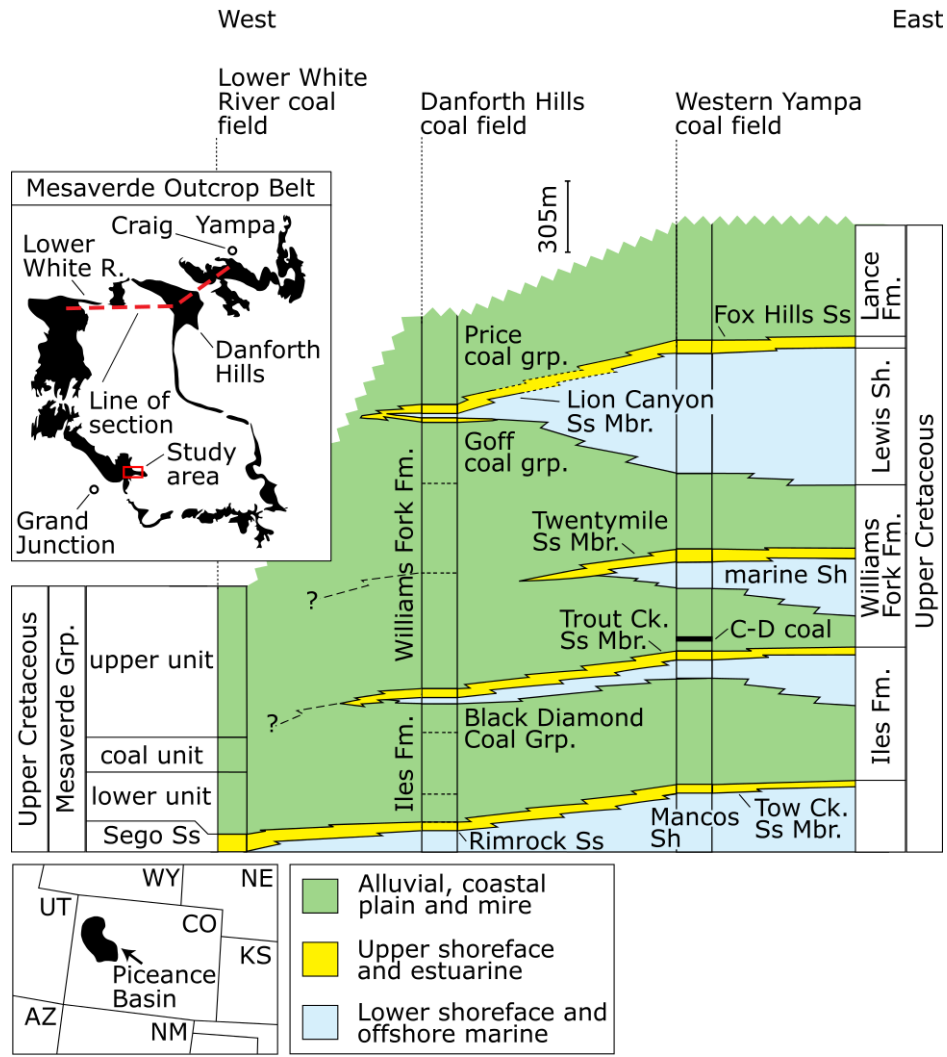 West
East
Lower White
River coal
field
Danforth Hills
coal field
Western Yampa
coal field
Mesaverde Outcrop Belt
Craig
Yampa
Lower
White R.
Danforth
Hills
Line of
section
Study
area
Grand
Junction
305m
Price
coal grp.
Fox Hills Ss
Lion Canyon
Ss Mbr.
Goff
coal grp.
Twentymile
Ss Mbr.
marine Sh
Trout Ck.
Ss Mbr.
C-D coal
?
?
Black Diamond
Coal Grp.
Williams Fork Fm.
Iles Fm.
Rimrock Ss
Mancos
Sh
Tow Ck.
Ss Mbr.
Lance
Fm.
Lewis Sh.
Williams
Fork Fm.
Iles Fm.
Upper Cretaceous
Upper Cretaceous
Mesaverde Grp.
upper unit
coal unit
lower unit
Sego Ss
WY
NE
UT
CO
KS
Piceance
Basin
AZ
NM
Alluvial, coastal
plain and mire
Upper shoreface
and estuarine
Lower shoreface and
offshore marine